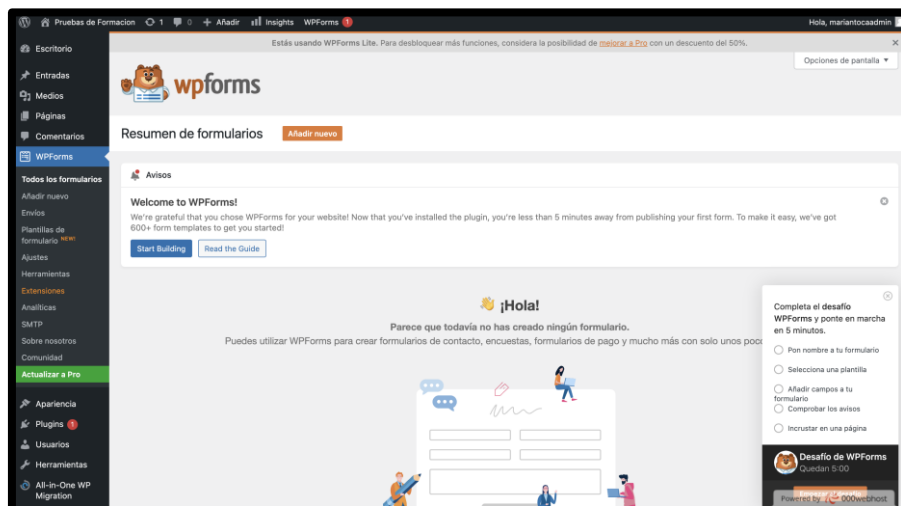 Pruebas de Formacion 1 0 + Añadir Insights WPForms 1 Hola, mariantocaadmin
Escritorio
Entradas
Medios
Páginas
Comentarios
WPForms
Todos los formularios
Añadir nuevo
Envíos
Plantillas de
formulario NEW!
Ajustes
Herramientas
Extensiones
Analíticas
SMTP
Sobre nosotros
Comunidad
Actualizar a Pro
Apariencia
Plugins 1
Usuarios
Herramientas
All-in-One WP
Migration
Estás usando WPForms Lite. Para desbloquear más funciones, considera la posibilidad de mejorar a Pro con un descuento del 50%.
Opciones de pantalla ▼
wpforms
Resumen de formularios Añadir nuevo
Avisos
Welcome to WPForms!
We're grateful that you chose WPForms for your website! Now that you've installed the plugin, you're less than 5 minutes away from publishing your first form. To make it easy, we've got
600+ form templates to get you started!
Start Building Read the Guide
¡Hola!
Parece que todavía no has creado ningún formulario.
Puedes utilizar WPForms para crear formularios de contacto, encuestas, formularios de pago y mucho más con solo unos
Completa el desafío
WPForms y ponte en marcha
en 5 minutos.
Pon nombre a tu formulario
Selecciona una plantilla
Añadir campos a tu
formulario
Comprobar los avisos
Incrustar en una página
Desafío de WPForms
Quedan 5:00
Powered by 000webhost